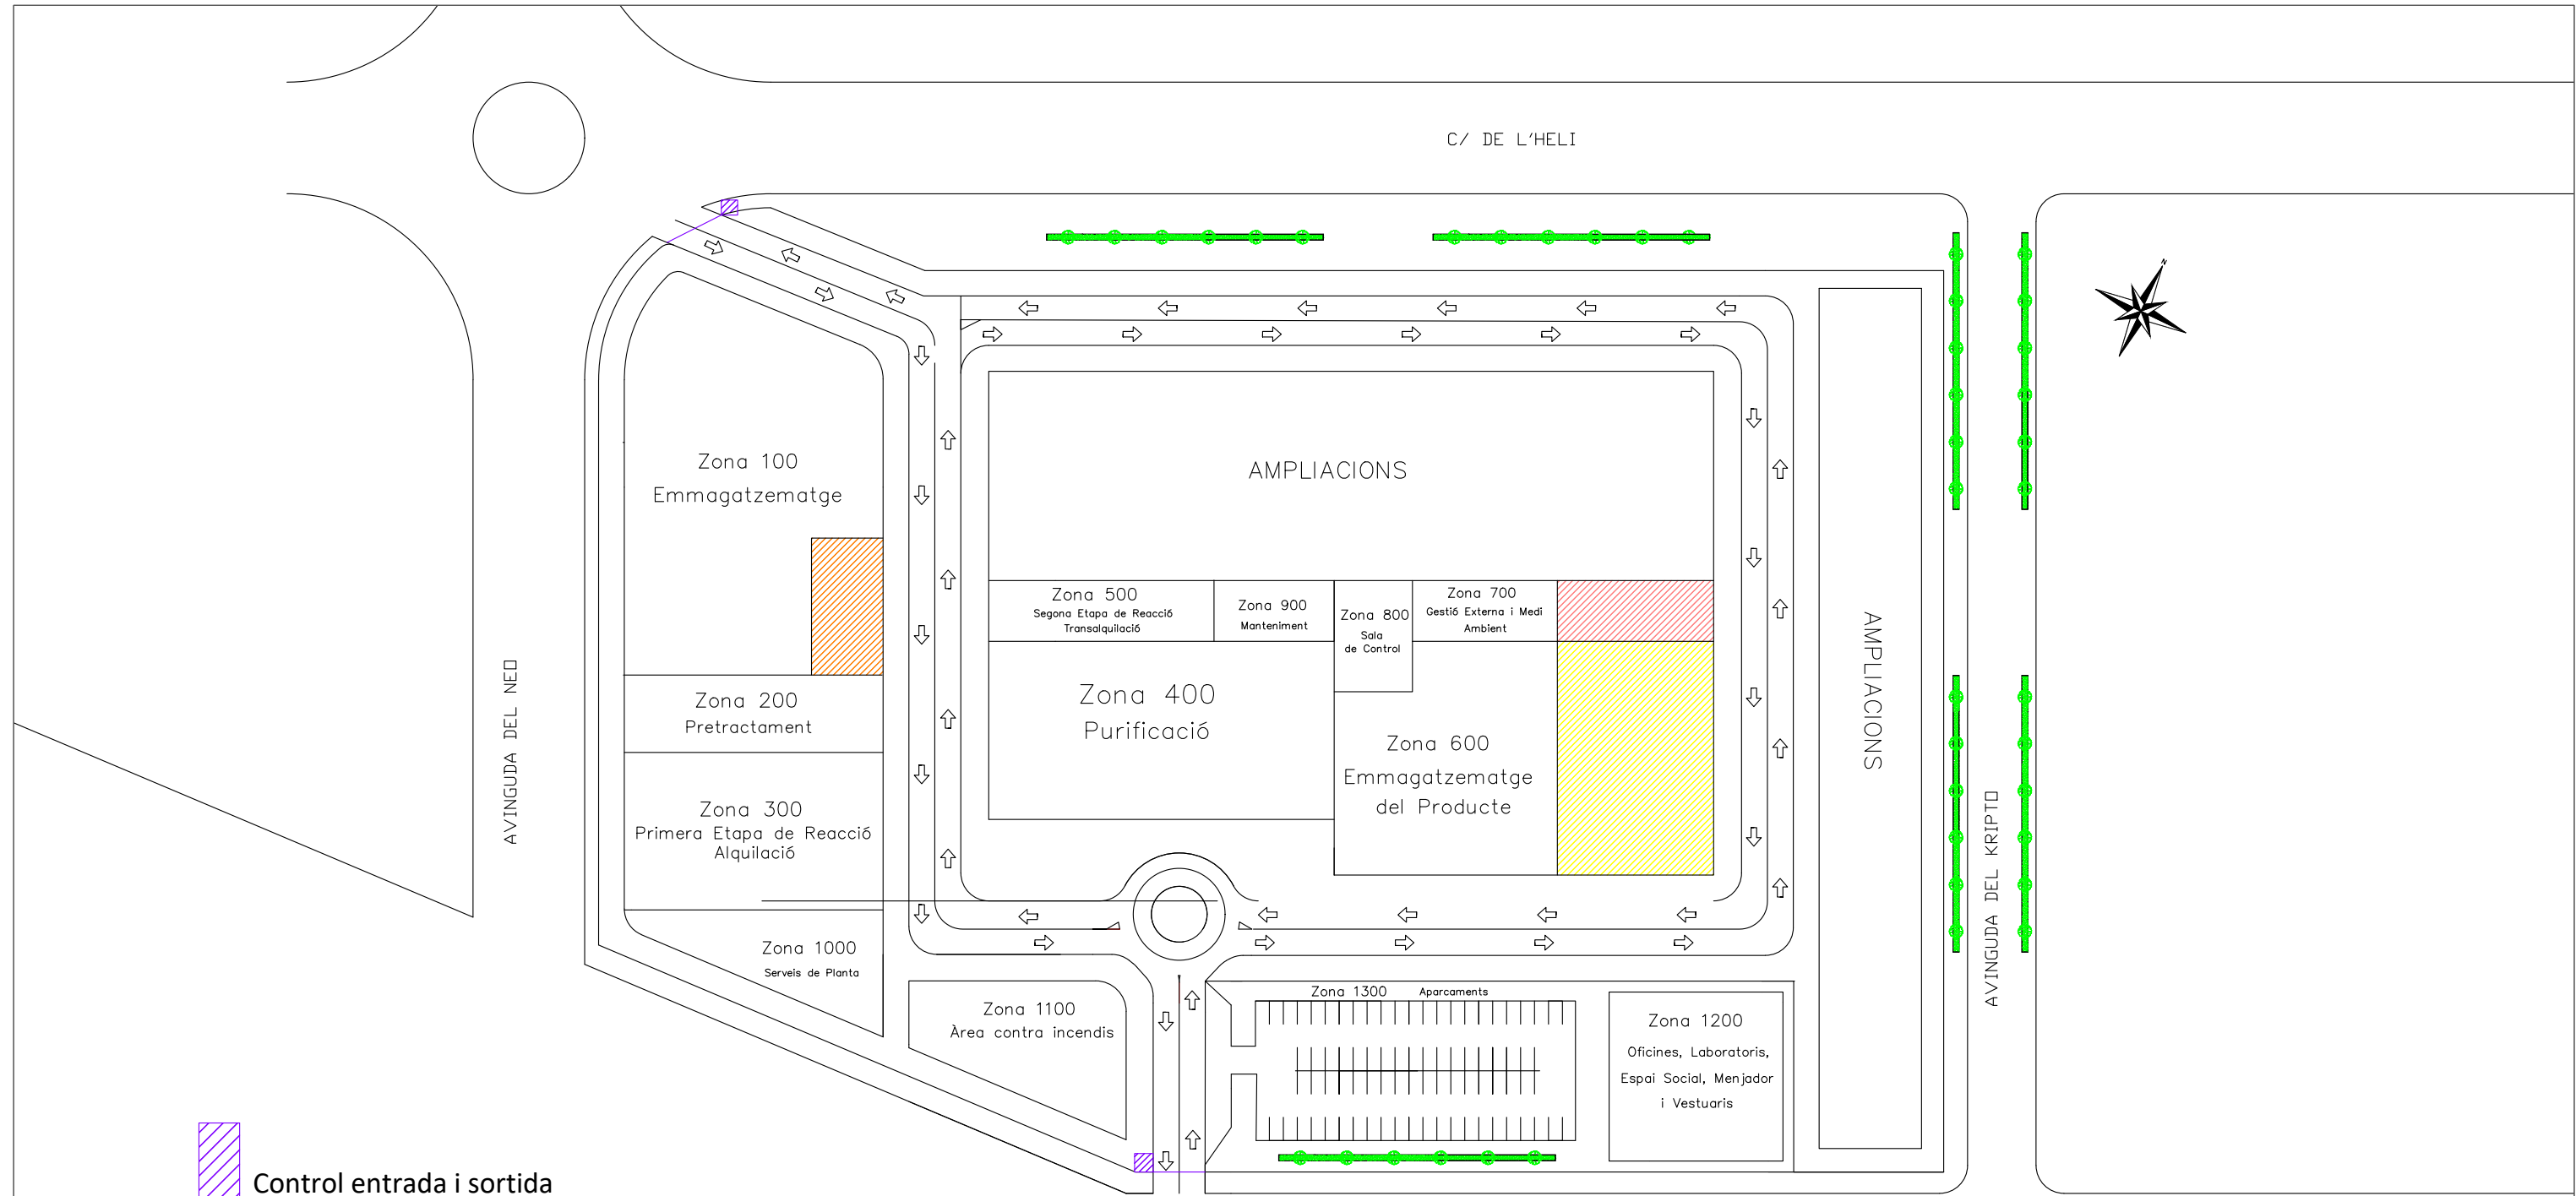 C/ DE L'HELI
N
Zona 100
Emmagatzematge
AMPLIACIONS
Zona 500
Segona Etapa de Reacció
Transalquilació
Zona 900
Manteniment
Zona 800
Sala
de Control
Zona 700
Gestió Externa i Medi
Ambient
AMPLIACIONS
AVINGUDA DEL NEO
Zona 200
Pretractament
Zona 400
Purificació
Zona 600
Emmagatzematge
del Producte
Zona 300
Primera Etapa de Reacció
Alquilació
AVINGUDA DEL KRIPTO
Zona 1000
Serveis de Planta
Zona 1100
Àrea contra incendis
Zona 1300 Aparcaments
Zona 1200
Oficines, Laboratoris,
Espai Social, Menjador
i Vestuaris
Control entrada i sortida